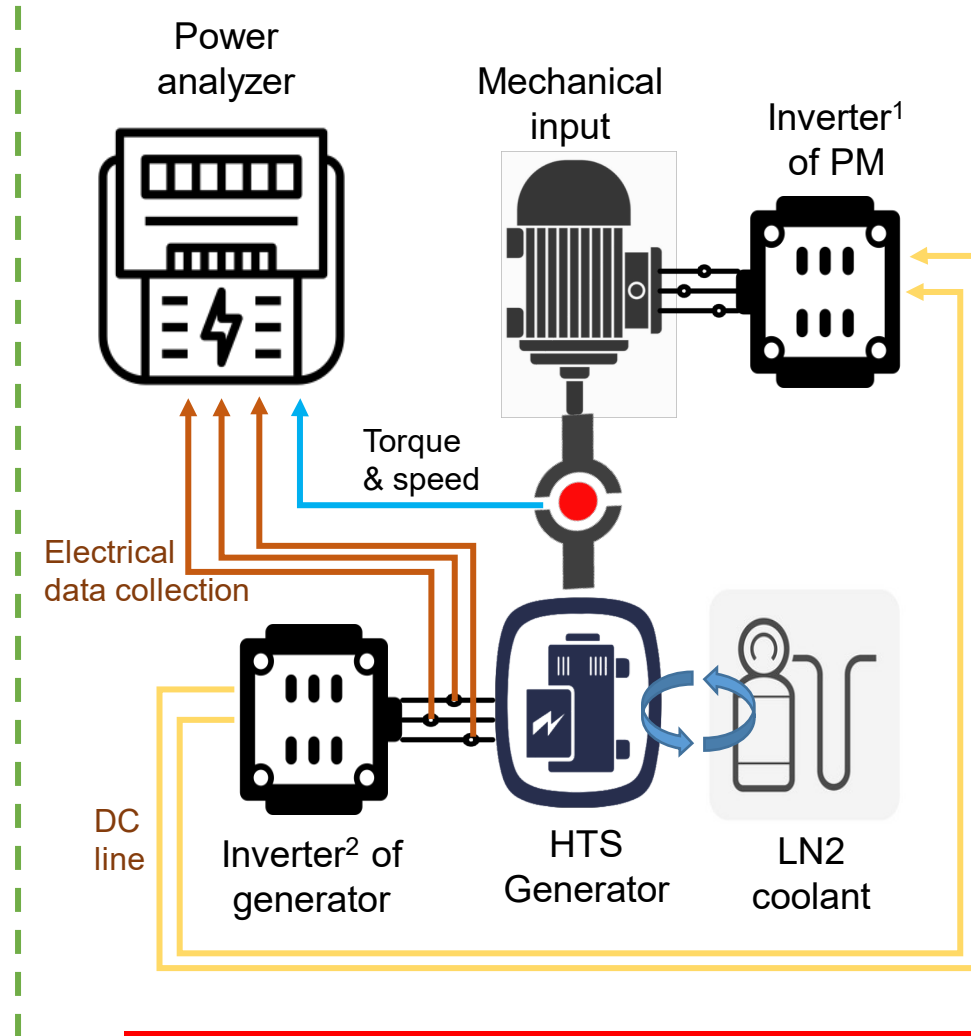 Power
analyzer
Mechanical
input
Inverter¹
of PM
Torque
& speed
Electrical
data collection
DC
line
Inverter² of
generator
HTS
Generator
LN2
coolant